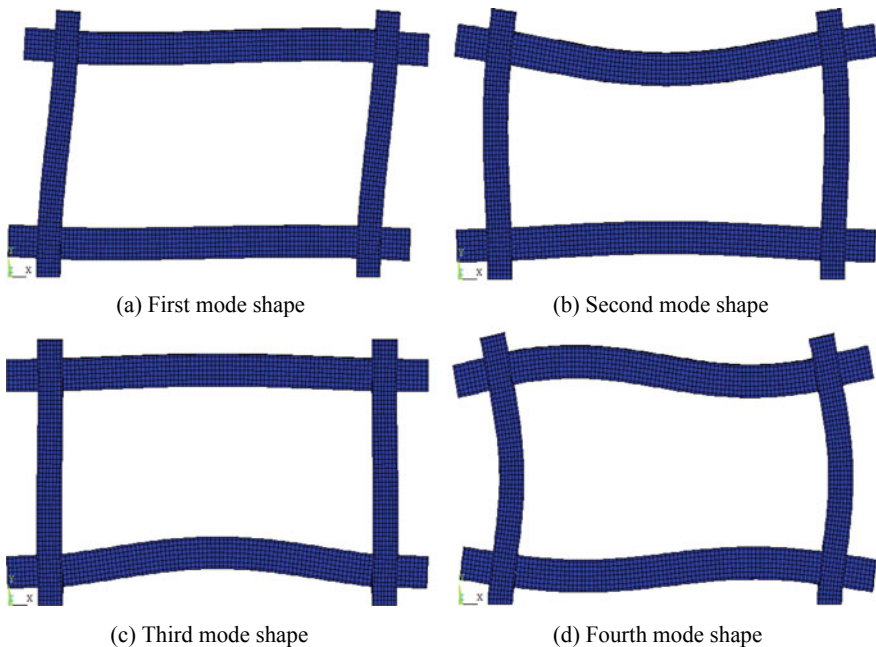 Y
X
(a) First mode shape
Y
Z X
(b) Second mode shape
Y
X
(c) Third mode shape
Y
Z X
(d) Fourth mode shape